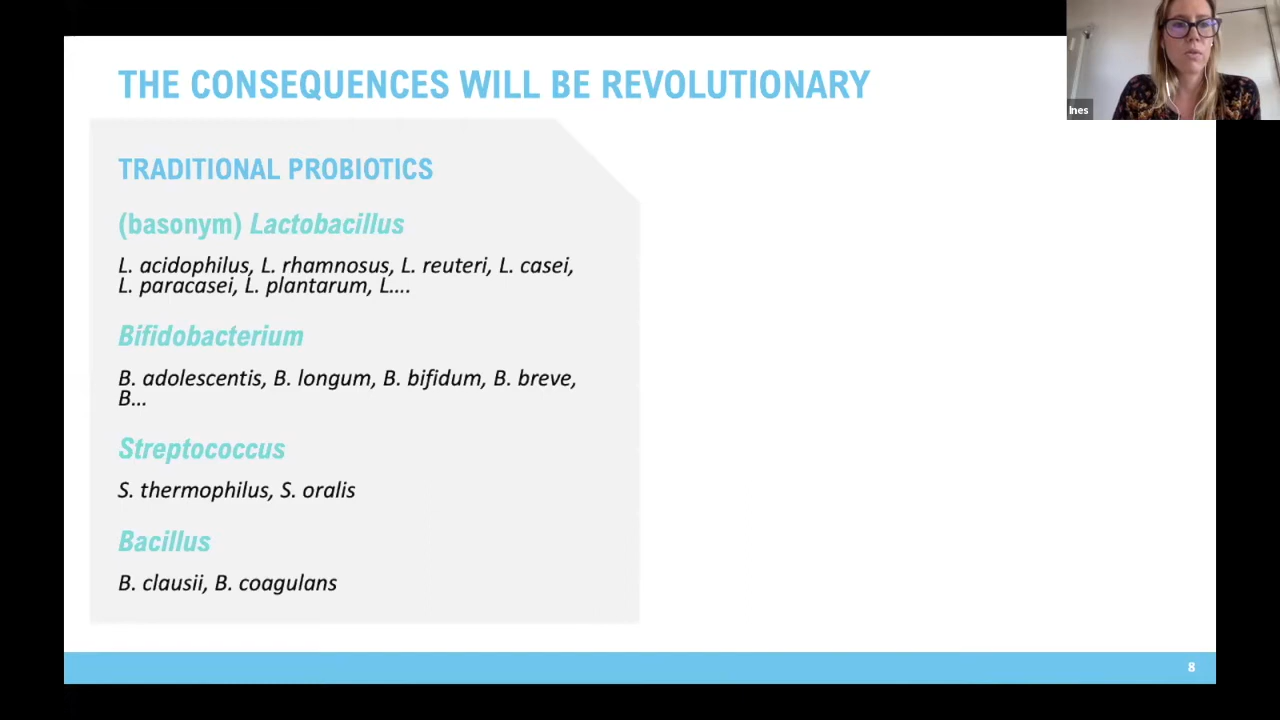 THE CONSEQUENCES WILL BE REVOLUTIONARY
Ines
TRADITIONAL PROBIOTICS
(basonym) Lactobacillus
L. acidophilus, L. rhamnosus, L. reuteri, L. casei,
L. paracasei, L. plantarum, L....
Bifidobacterium
B. adolescentis, B. longum, B. bifidum, B. breve,
B...
Streptococcus
S. thermophilus, S. oralis
Bacillus
B. clausii, B. coagulans
8